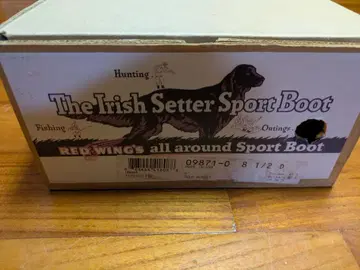 Hunting
The Irish Setter Sport Boot
Fishing
Outings
RED WING'S all around Sport Boot
09871-0 8 1/2 D